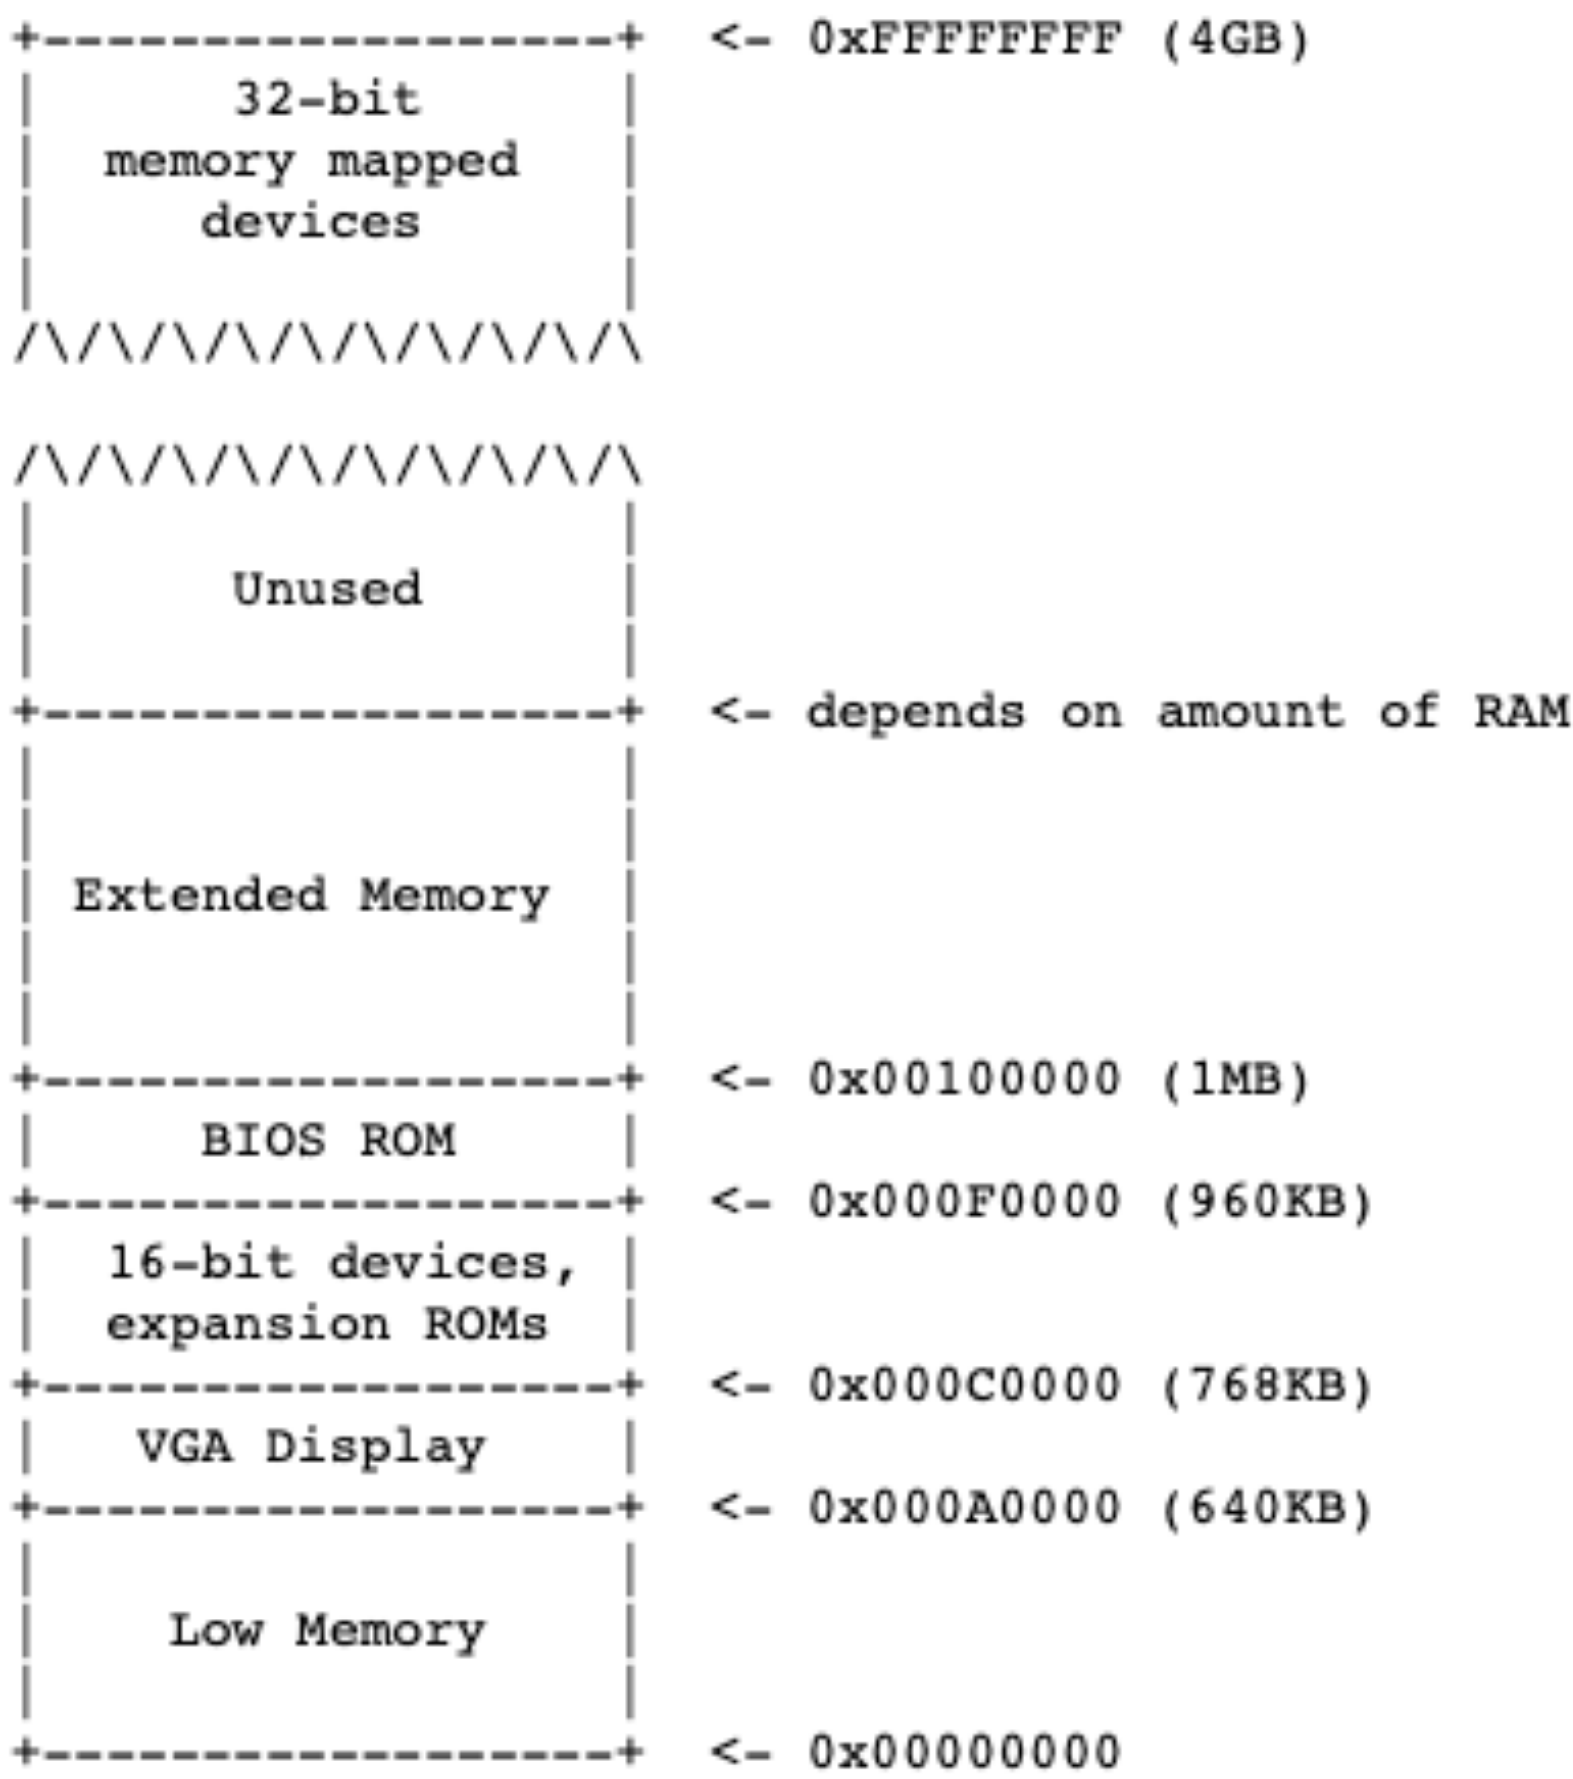 +------------------+  <- 0xFFFFFFFF (4GB)
|      32-bit      |
|  memory mapped   |
|     devices      |
|                  |
/\/\/\/\/\/\/\/\/\/\

/\/\/\/\/\/\/\/\/\/\
|                  |
|      Unused      |
|                  |
+------------------+  <- depends on amount of RAM
|                  |
|                  |
| Extended Memory  |
|                  |
|                  |
+------------------+  <- 0x00100000 (1MB)
|     BIOS ROM     |
+------------------+  <- 0x000F0000 (960KB)
|  16-bit devices, |
|  expansion ROMs  |
+------------------+  <- 0x000C0000 (768KB)
|   VGA Display    |
+------------------+  <- 0x000A0000 (640KB)
|                  |
|    Low Memory    |
|                  |
+------------------+  <- 0x00000000